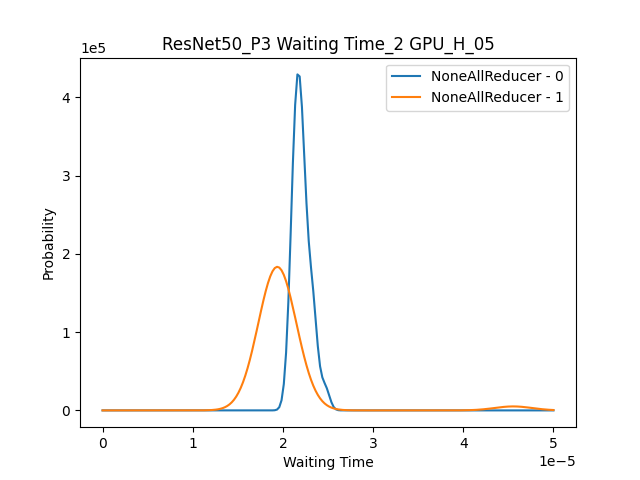 ResNet50_P3 Waiting Time_2 GPU_H_05
1e5
NoneAllReducer - 0
NoneAllReducer - 1
4
3
2
1
0
Probability
0 1 2 3 4 5
1e−5
Waiting Time